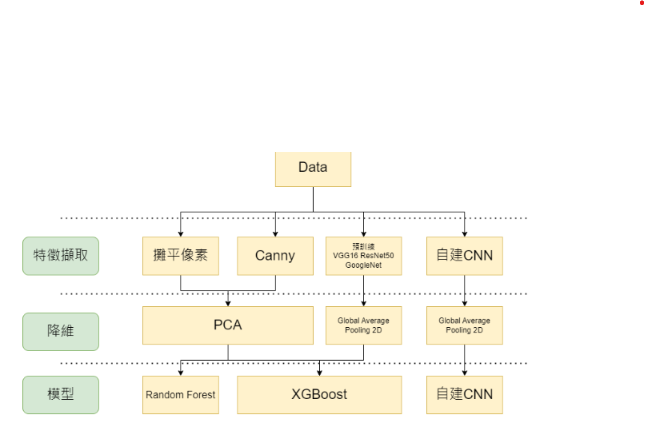 Data
特徵擷取
攤平像素
Canny
預訓練
VGG16 ResNet50
GoogleNet
自建CNN
降維
PCA
Global Average
Pooling 2D
Global Average
Pooling 2D
模型
Random Forest
XGBoost
自建CNN